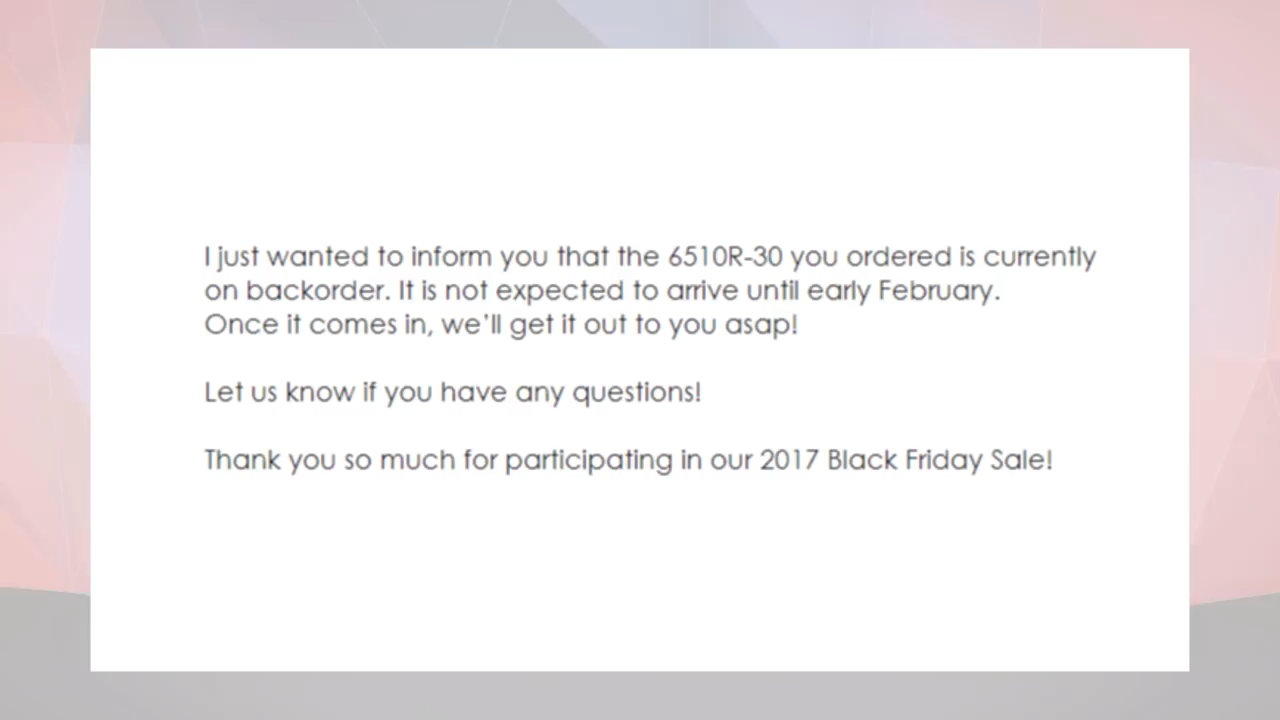 I just wanted to inform you that the 6510R-30 you ordered is currently
on backorder. It is not expected to arrive until early February.
Once it comes in, we'll get it out to you asap!
Let us know if you have any questions!
Thank you so much for participating in our 2017 Black Friday Sale!